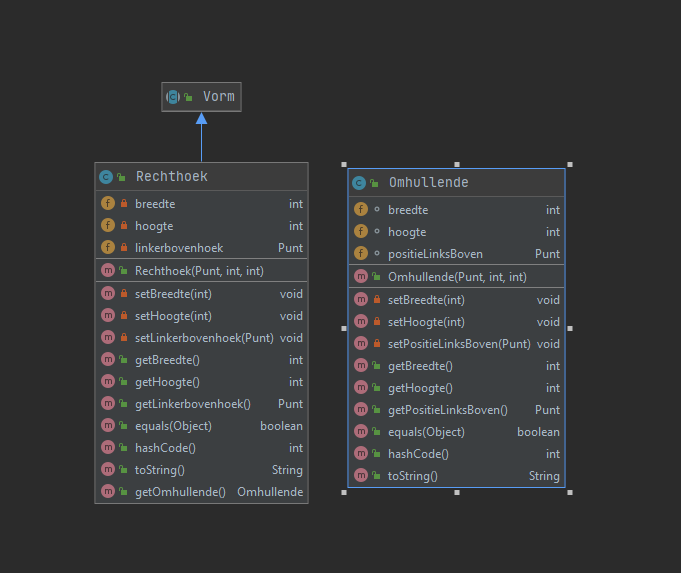 Vorm
Rechthoek
breedte int
hoogte int
linkerbovenhoek Punt
Rechthoek(Punt, int, int)
setBreedte(int) void
setHoogte(int) void
setLinkerbovenhoek(Punt) void
getBreedte() int
getHoogte() int
getLinkerbovenhoek() Punt
equals(Object) boolean
hashCode() int
toString() String
getOmhullende() Omhullende
Omhullende
breedte int
hoogte int
positieLinksBoven Punt
Omhullende(Punt, int, int)
setBreedte(int) void
setHoogte(int) void
setPositieLinksBoven(Punt) void
getBreedte() int
getHoogte() int
getPositieLinksBoven() Punt
equals(Object) boolean
hashCode() int
toString() String